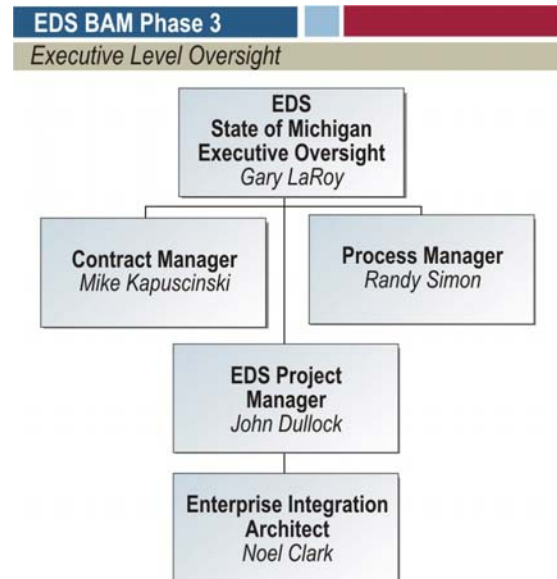 EDS BAM Phase 3
Executive Level Oversight
EDS
State of Michigan
Executive Oversight
Gary LaRoy
Contract Manager
Mike Kapuscinski
Process Manager
Randy Simon
EDS Project
Manager
John Dullock
Enterprise Integration
Architect
Noel Clark